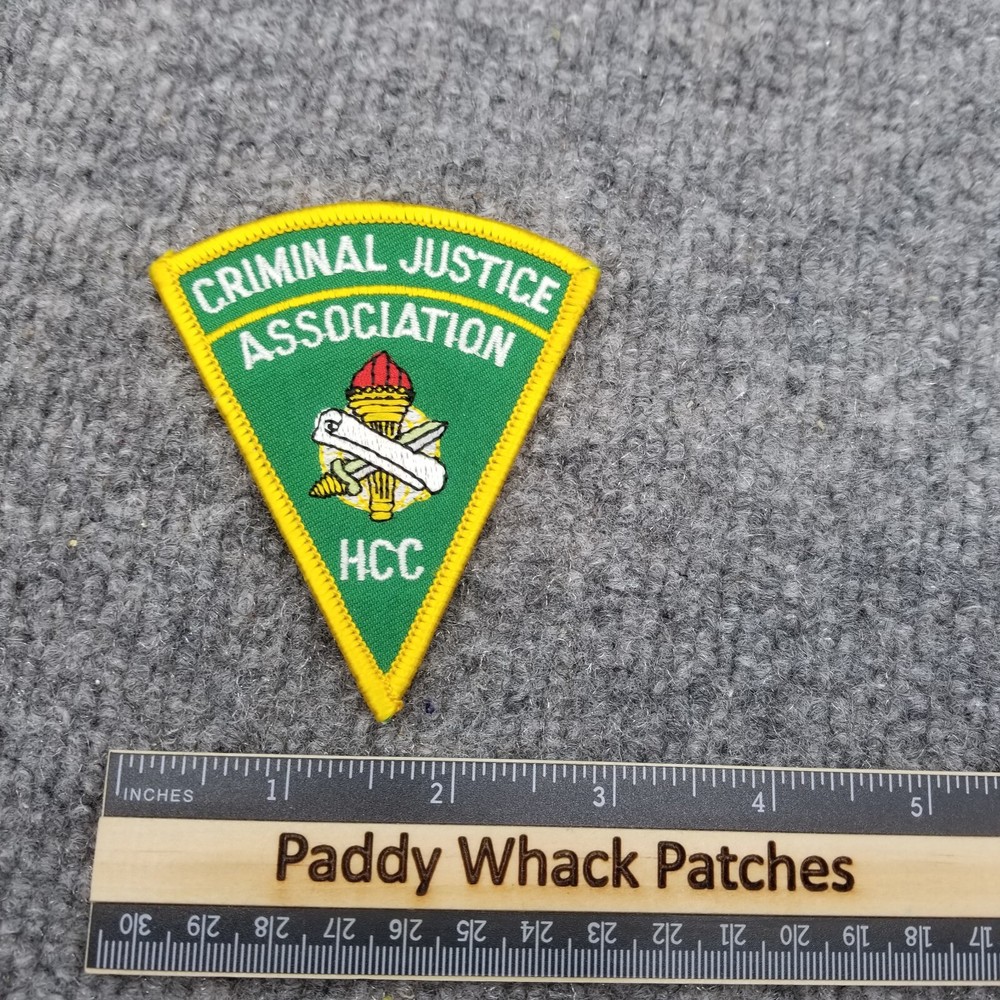 CRIMINAL JUSTICE
ASSOCIATION
HCC
INCHES 1 2 3 4 5
Paddy Whack Patches
30 29 28 27 26 25 24 23 22 21 20 19 18 17